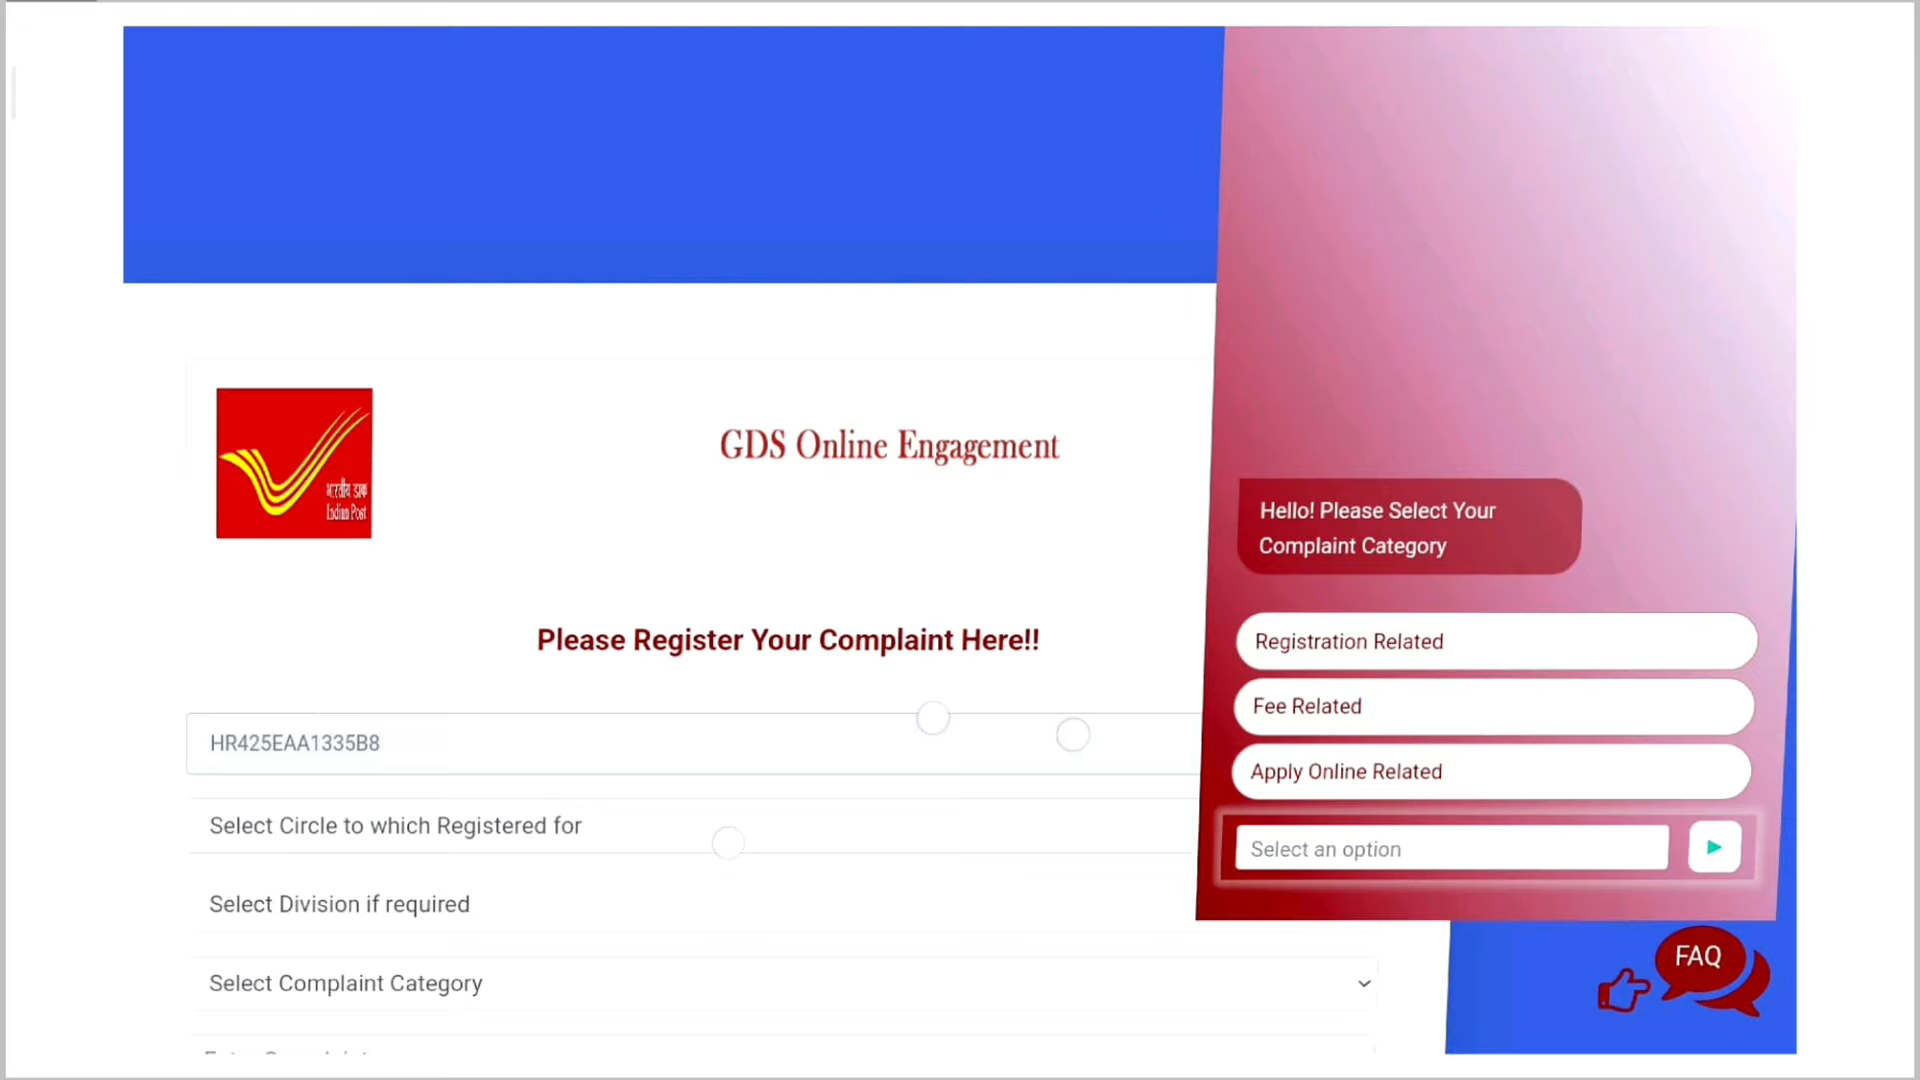 भारतीय डाक
Indian Post
GDS Online Engagement
Please Register Your Complaint Here!!
HR425EAA1335B8
Select Circle to which Registered for
Select Division if required
Select Complaint Category
Hello! Please Select Your
Complaint Category
Registration Related
Fee Related
Apply Online Related
Select an option
FAQ